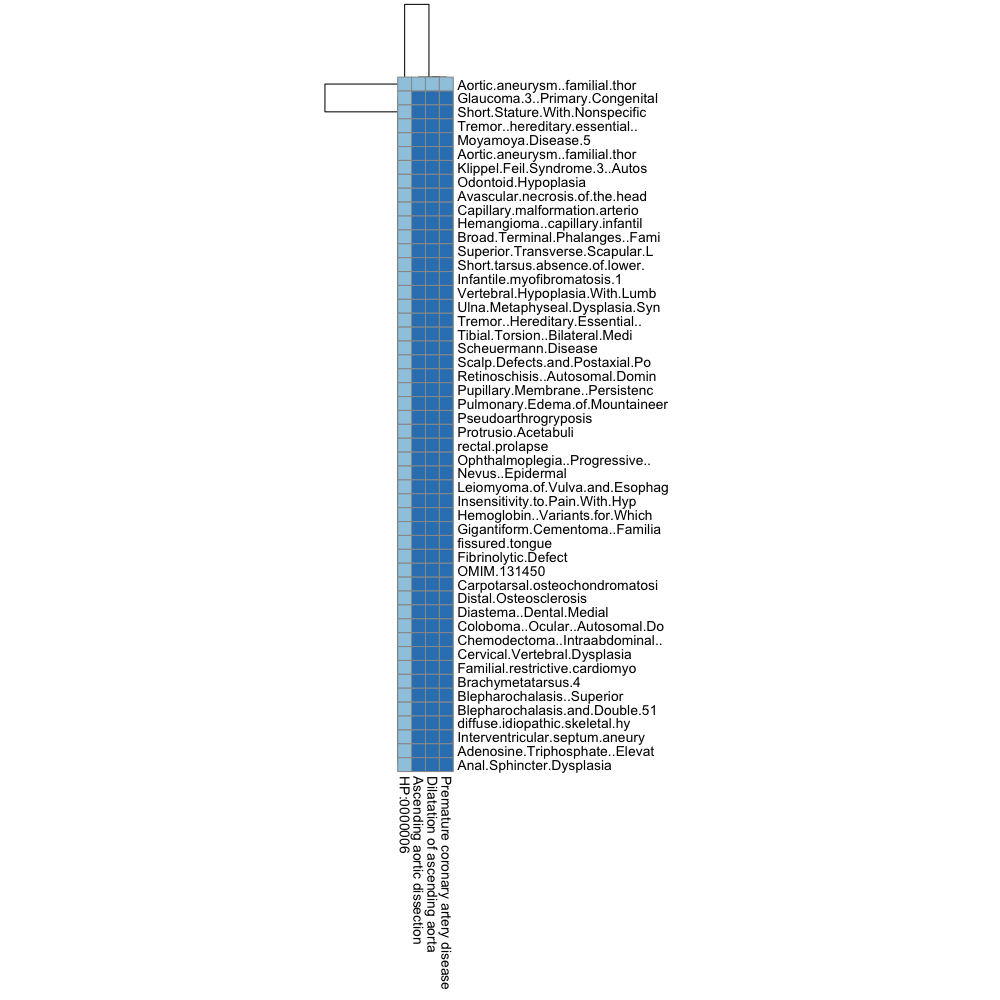 Aortic.aneurysm..familial.thor
Glaucoma.3..Primary.Congenital
Short.Stature.With.Nonspecific
Tremor..hereditary.essential..
Moyamoya.Disease.5
Aortic.aneurysm..familial.thor
Klippel.Feil.Syndrome.3..Autos
Odontoid.Hypoplasia
Avascular.necrosis.of.the.head
Capillary.malformation.arterio
Hemangioma..capillary.infantil
Broad.Terminal.Phalanges..Fami
Superior.Transverse.Scapular.L
Short.tarsus.absence.of.lower.
Infantile.myofibromatosis.1
Vertebral.Hypoplasia.With.Lumb
Ulna.Metaphyseal.Dysplasia.Syn
Tremor..Hereditary.Essential..
Tibial.Torsion..Bilateral.Medi
Scheuermann.Disease
Scalp.Defects.and.Postaxial.Po
Retinoschisis..Autosomal.Domin
Pupillary.Membrane..Persistenc
Pulmonary.Edema.of.Mountaineer
Pseudoarthrogryposis
Protrusio.Acetabuli
rectal.prolapse
Ophthalmoplegia..Progressive..
Nevus..Epidermal
Leiomyoma.of.Vulva.and.Esophag
Insensitivity.to.Pain.With.Hyp
Hemoglobin..Variants.for.Which
Gigantiform.Cementoma..Familia
fissured.tongue
Fibrinolytic.Defect
OMIM.131450
Carpotarsal.osteochondromatosi
Distal.Osteosclerosis
Diastema..Dental.Medial
Coloboma..Ocular..Autosomal.Do
Chemodectoma..Intraabdominal..
Cervical.Vertebral.Dysplasia
Familial.restrictive.cardiomyo
Brachymetatarsus.4
Blepharochalasis..Superior
Blepharochalasis.and.Double.51
diffuse.idiopathic.skeletal.hy
Interventricular.septum.aneury
Adenosine.Triphosphate..Elevat
Anal.Sphincter.Dysplasia
HP:0000006
Ascending aortic dissection
Dilatation of ascending aorta
Premature coronary artery disease